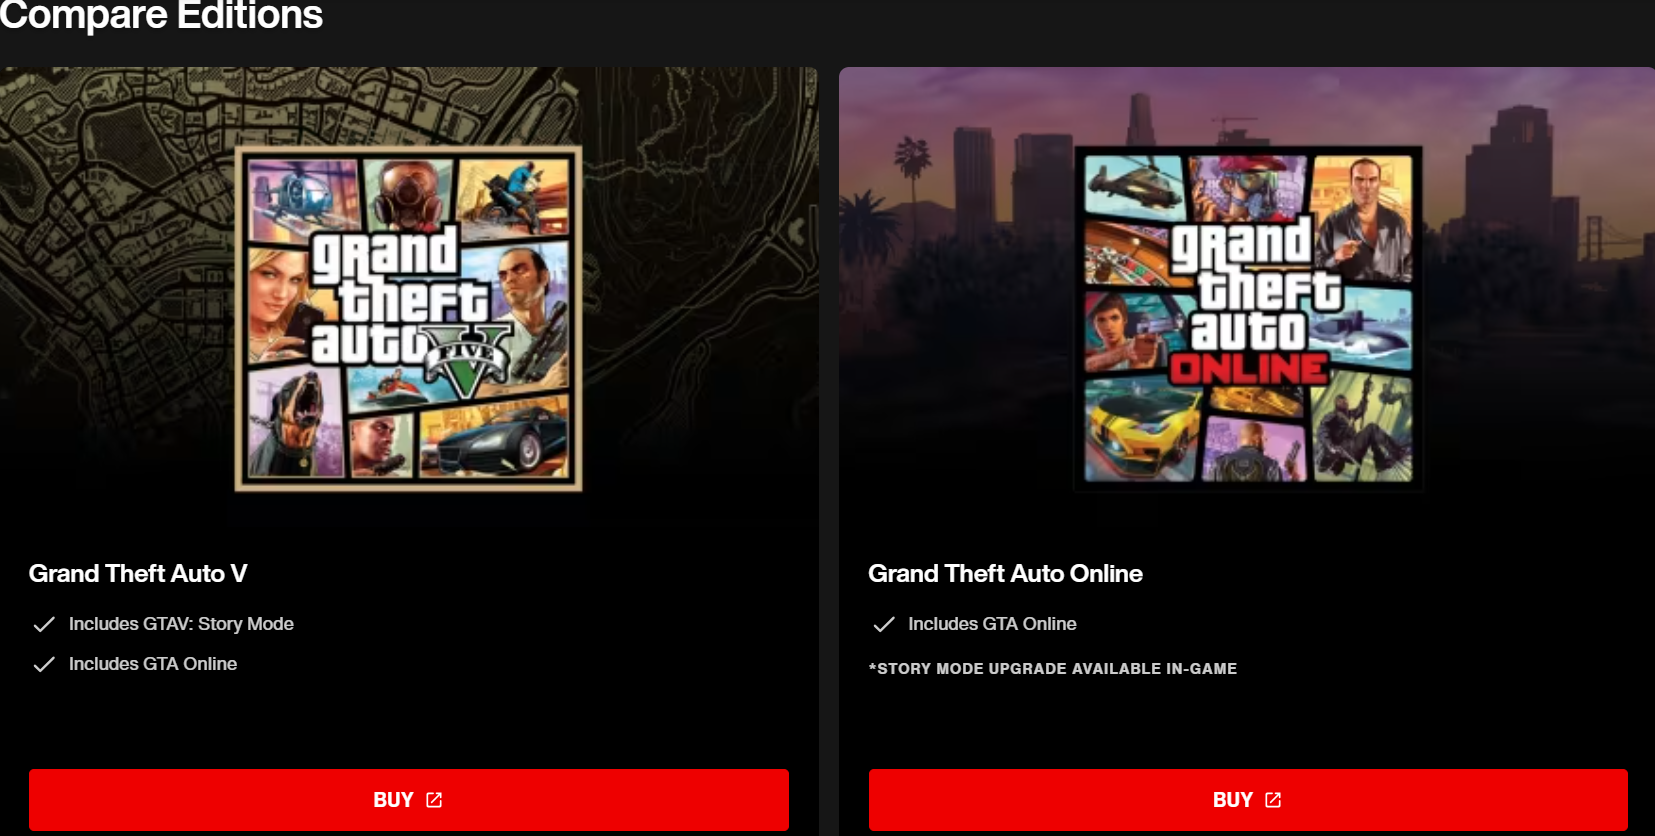 Compare Editions
grand
theft
auto
FIVE
V
grand
theft
auto
ONLINE
Grand Theft Auto V
Includes GTAV: Story Mode
Includes GTA Online
BUY
Grand Theft Auto Online
Includes GTA Online
*STORY MODE UPGRADE AVAILABLE IN-GAME
BUY